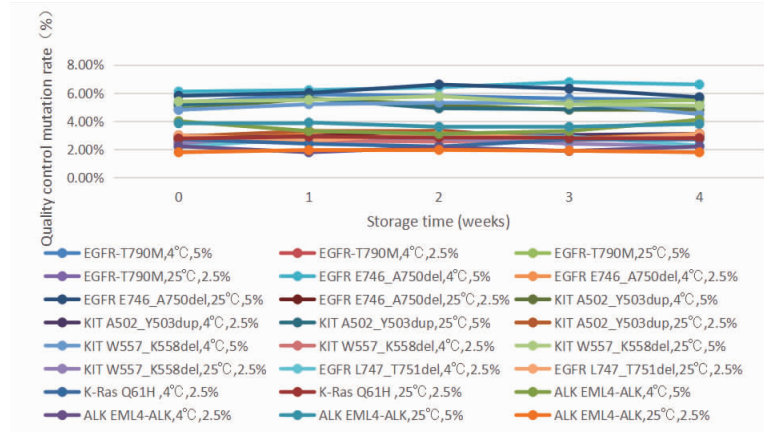 Quality control mutation rate (%)
8.00%
6.00%
4.00%
2.00%
0.00%
0 1 2 3 4
Storage time (weeks)
EGFR-T790M,4℃,5% EGFR-T790M,4℃,2.5% EGFR-T790M,25℃,5%
EGFR-T790M,25℃,2.5% EGFR E746_A750del,4℃,5% EGFR E746_A750del,4℃,2.5%
EGFR E746_A750del,25℃,5% EGFR E746_A750del,25℃,2.5% KIT A502_Y503dup,4℃,5%
KIT A502_Y503dup,4℃,2.5% KIT A502_Y503dup,25℃,5% KIT A502_Y503dup,25℃,2.5%
KIT W557_K558del,4℃,5% KIT W557_K558del,4℃,2.5% KIT W557_K558del,25℃,5%
KIT W557_K558del,25℃,2.5% EGFR L747_T751del,4℃,2.5% EGFR L747_T751del,25℃,2.5%
K-Ras Q61H ,4℃,2.5% K-Ras Q61H ,25℃,2.5% ALK EML4-ALK,4℃,5%
ALK EML4-ALK,4℃,2.5% ALK EML4-ALK,25℃,5% ALK EML4-ALK,25℃,2.5%